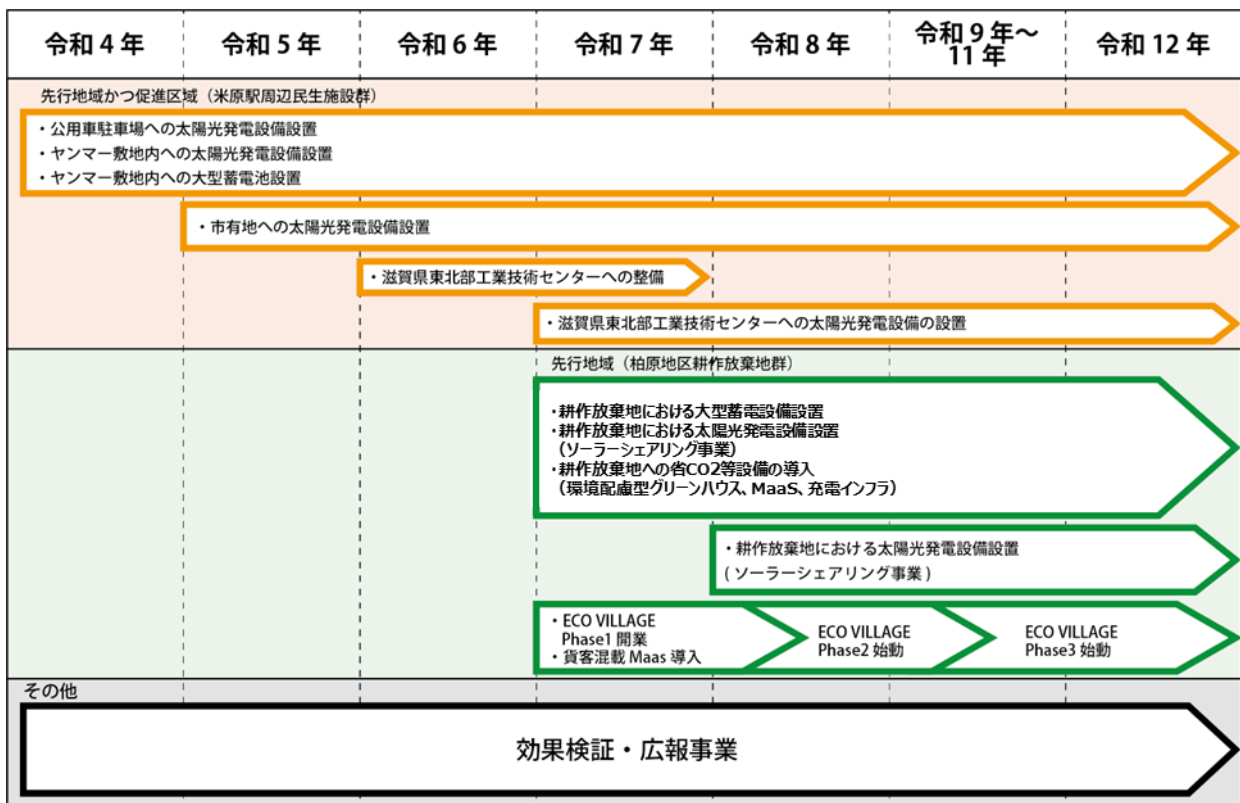 令和4年
令和5年
令和6年
令和7年
令和8年
令和9年～
11年
令和12年
先行地域かつ促進区域（米原駅周辺民生施設群）
・公用車駐車場への太陽光発電設備設置
・ヤンマー敷地内への太陽光発電設備設置
・ヤンマー敷地内への大型蓄電池設置
・市有地への太陽光発電設備設置
・滋賀県東北部工業技術センターへの整備
・滋賀県東北部工業技術センターへの太陽光発電設備の設置
先行地域（柏原地区耕作放棄地群）
・耕作放棄地における大型蓄電設備設置
・耕作放棄地における太陽光発電設備設置
（ソーラーシェアリング事業）
・耕作放棄地への省CO2等設備の導入
（環境配慮型グリーンハウス、MaaS、充電インフラ）
・耕作放棄地における太陽光発電設備設置
(ソーラーシェアリング事業)
・ECO VILLAGE
Phase1 開業
・貨客混載 Maas 導入
ECO VILLAGE
Phase2 始動
ECO VILLAGE
Phase3 始動
その他
効果検証・広報事業